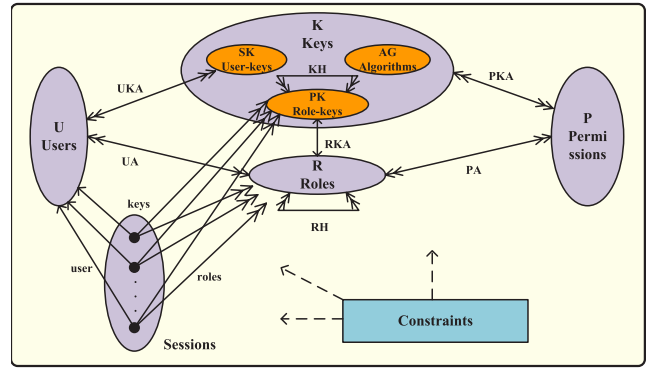 K
Keys
SK
User-keys
AG
Algorithms
KH
PK
Role-keys
UKA
PKA
U
Users
P
Permi
ssions
UA
RKA
PA
R
Roles
keys
RH
user
roles
Constraints
Sessions